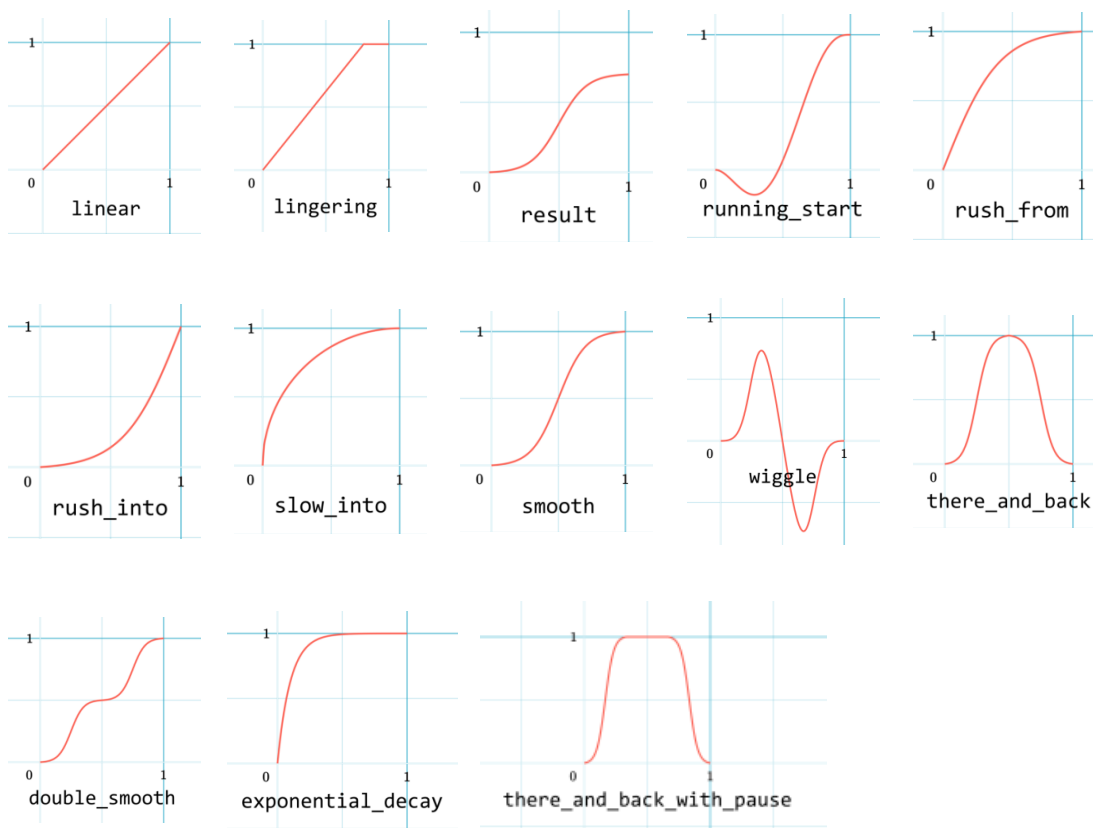 1 1 1 1 1
0 1 0 1 0 1 0 1 0 1
linear lingering result running_start rush_from
1 1 1 1 1
0 1 0 1 0 1 0 1 0 1
rush_into slow_into smooth wiggle there_and_back
1 1 1
0 1 0 1 0 1
double_smooth exponential_decay there_and_back_with_pause